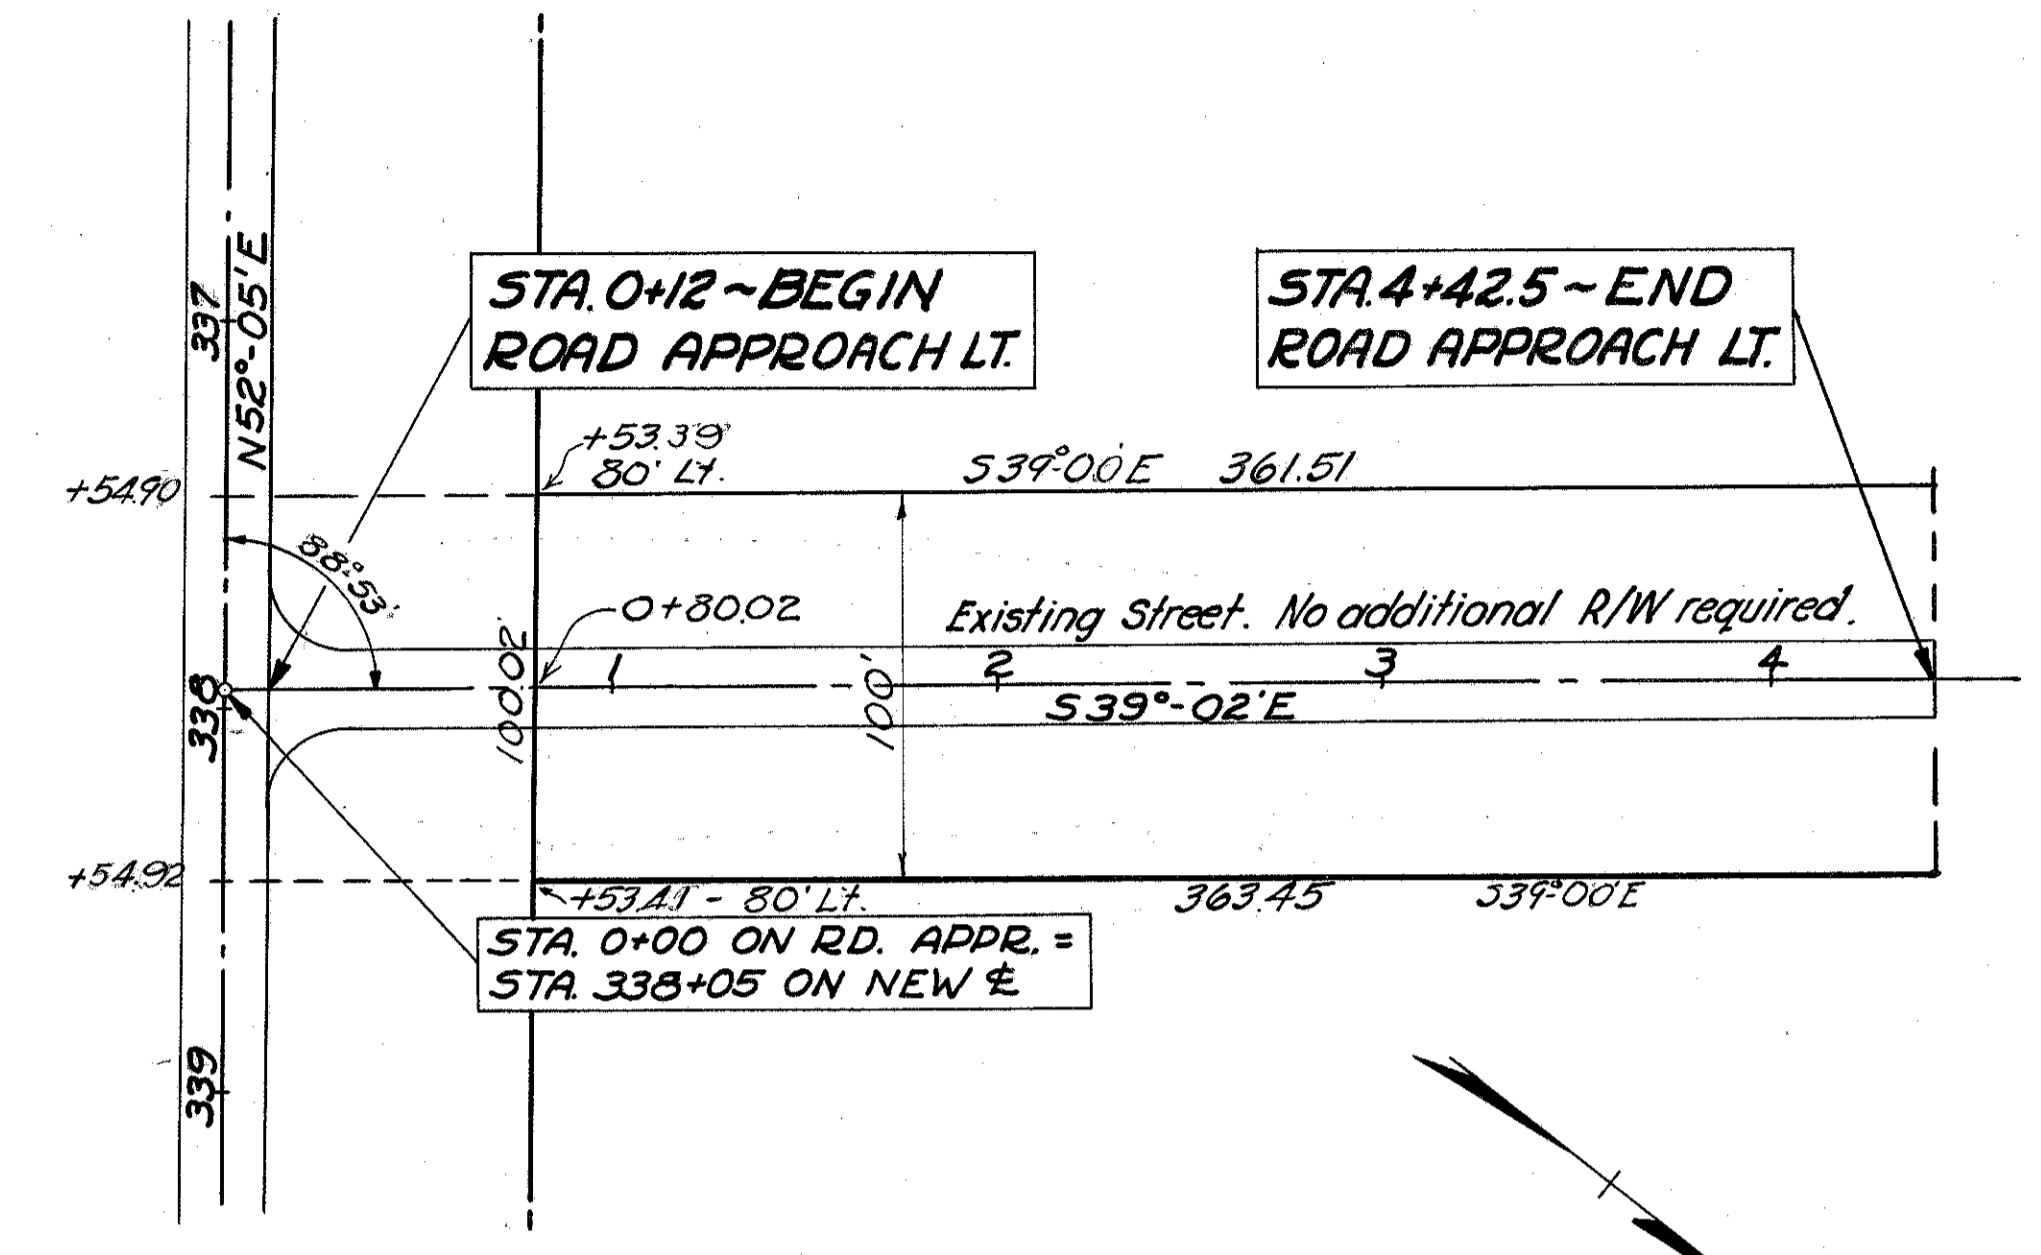 337
N52°-05'E
STA. 0+12~BEGIN
ROAD APPROACH LT.
STA. 4+42.5~END
ROAD APPROACH LT.
+53.39
80' Lt.
S39°00'E 361.51
+54.90
88°-53'
0+80.02
Existing Street. No additional R/W required.
100.02'
100'
1
2
3
4
338
S39°-02'E
+54.92
+53.41 - 80' Lt.
363.45
S39°00'E
STA. 0+00 ON RD. APPR. =
STA. 338+05 ON NEW ℄
339